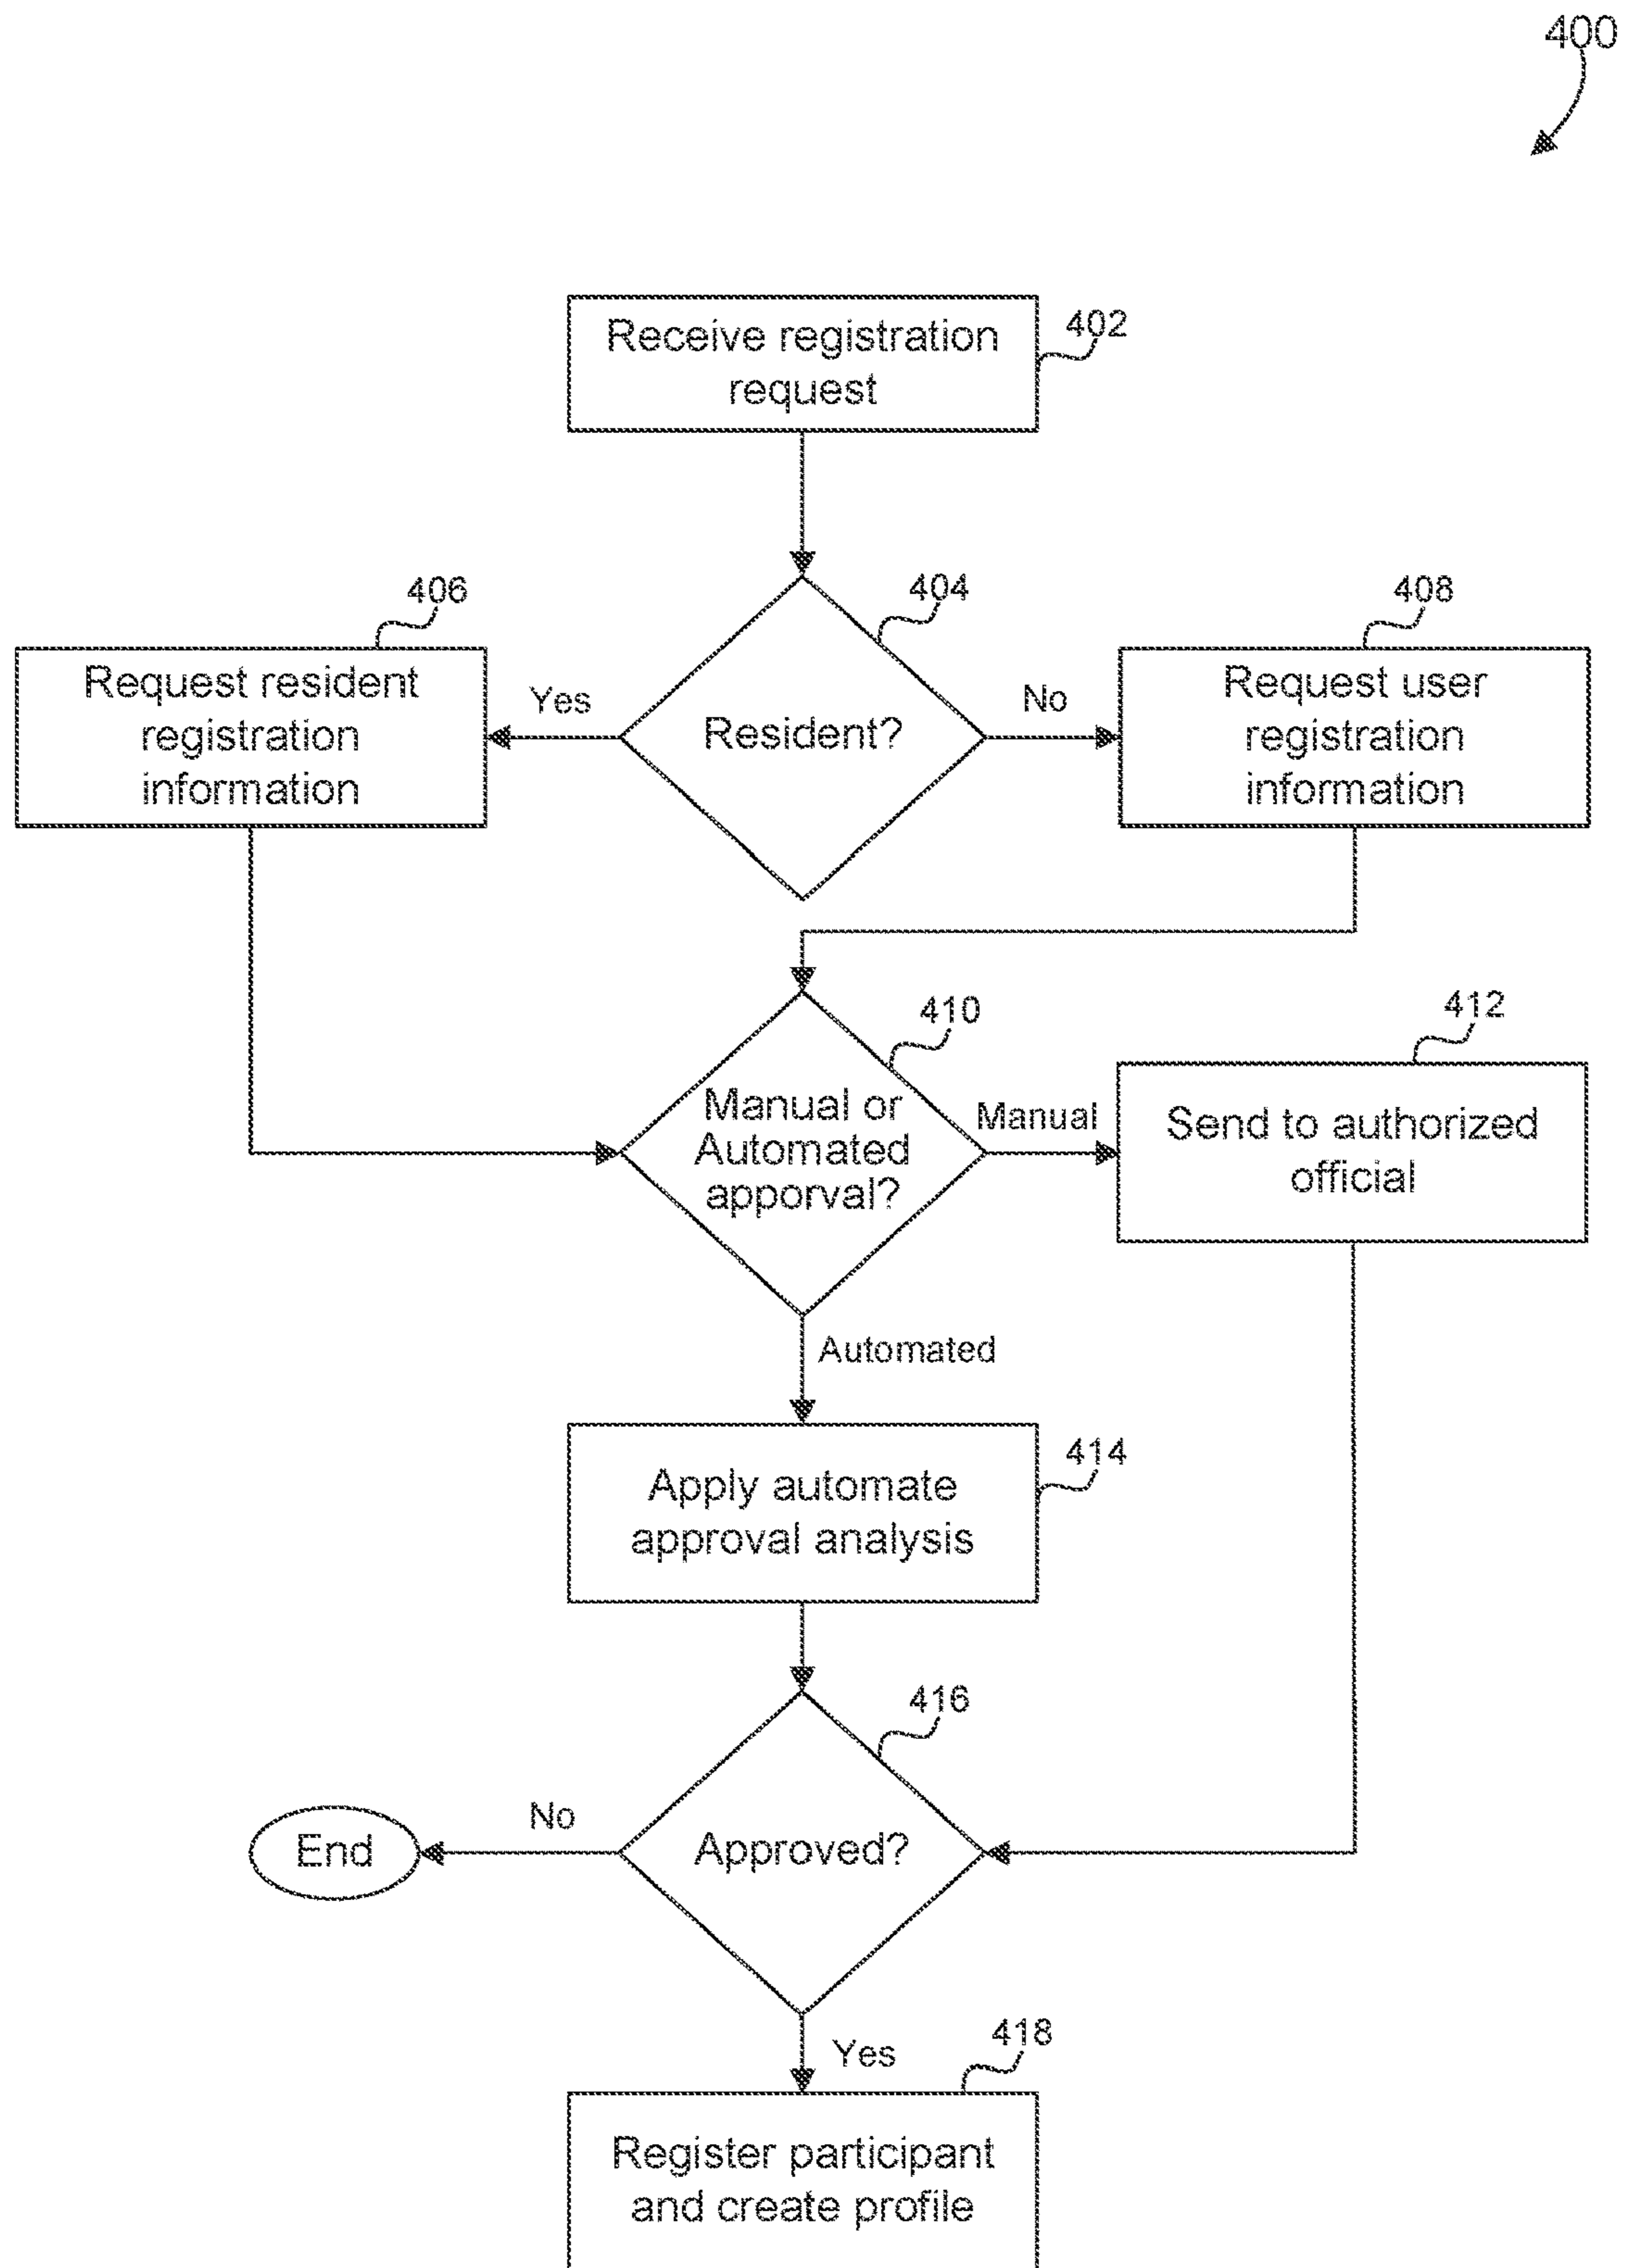 400
Receive registration
request
402
404
406
408
Request resident
registration
information
Yes
Resident?
No
Request user
registration
information
410
412
Manual or
Automated
apporval?
Manual
Send to authorized
official
Automated
414
Apply automate
approval analysis
416
No
End
Approved?
Yes
418
Register participant
and create profile